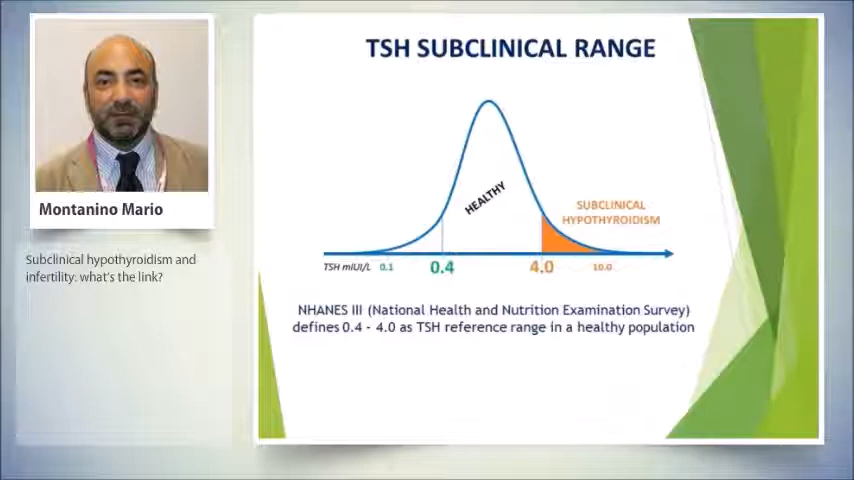 Montanino Mario
Subclinical hypothyroidism and
infertility: what's the link?
TSH SUBCLINICAL RANGE
HEALTHY
SUBCLINICAL
HYPOTHYROIDISM
TSH mIUI/L 0.1 0.4 4.0 10.0
NHANES III (National Health and Nutrition Examination Survey)
defines 0.4 - 4.0 as TSH reference range in a healthy population